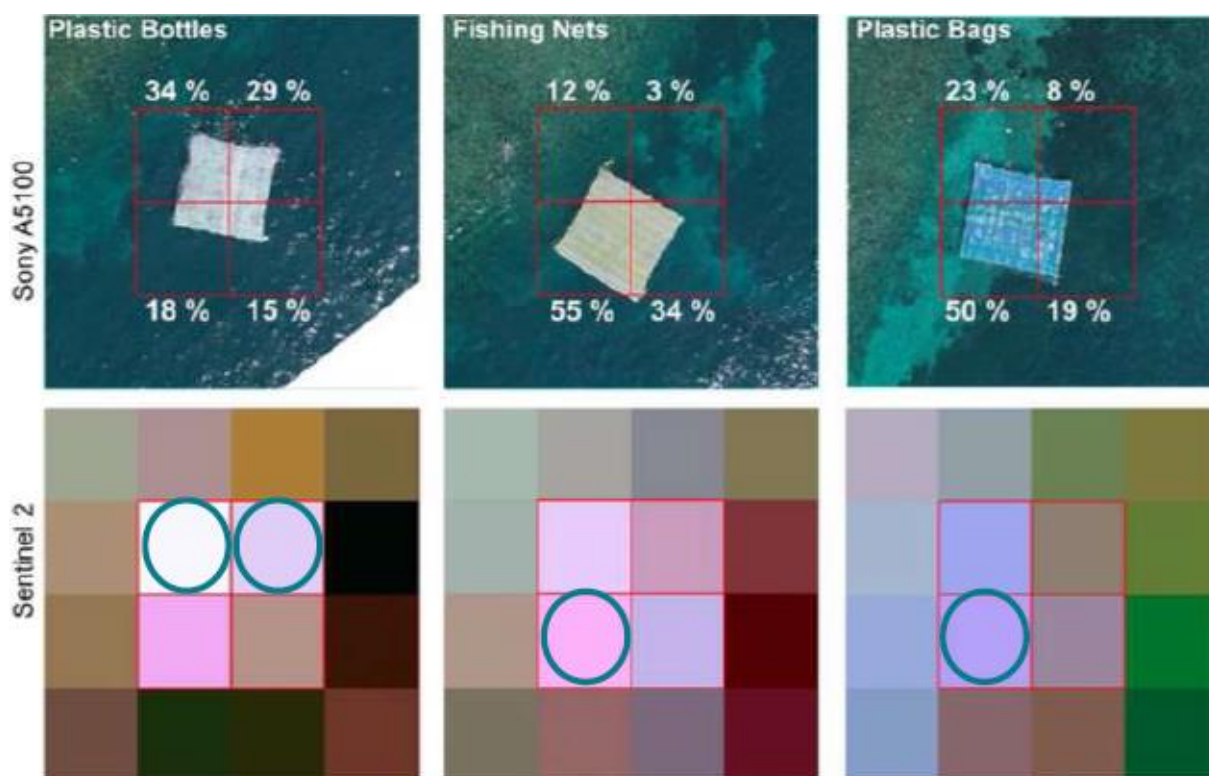 Plastic Bottles
Fishing Nets
Plastic Bags
34 % 29 %
12 % 3 %
23 % 8 %
Sony A5100
18 % 15 %
55 % 34 %
50 % 19 %
Sentinel 2